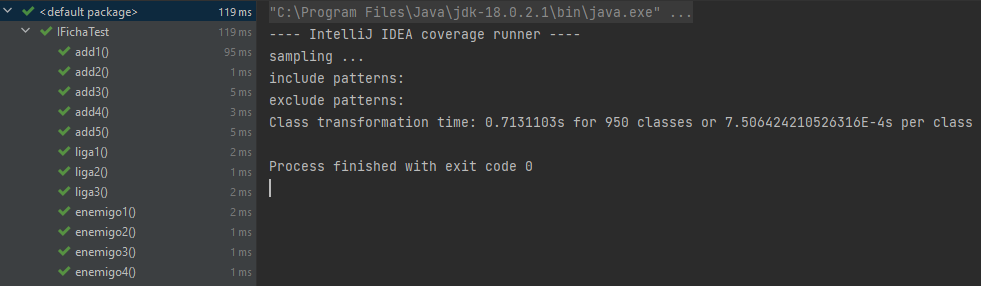 <default package> 119 ms
IFichaTest 119 ms
add1() 95 ms
add2() 1 ms
add3() 5 ms
add4() 3 ms
add5() 5 ms
liga1() 2 ms
liga2() 1 ms
liga3() 2 ms
enemigo1() 2 ms
enemigo2() 1 ms
enemigo3() 1 ms
enemigo4() 1 ms
"C:\Program Files\Java\jdk-18.0.2.1\bin\java.exe" ...
---- IntelliJ IDEA coverage runner ----
sampling ...
include patterns:
exclude patterns:
Class transformation time: 0.7131103s for 950 classes or 7.506424210526316E-4s per class
Process finished with exit code 0